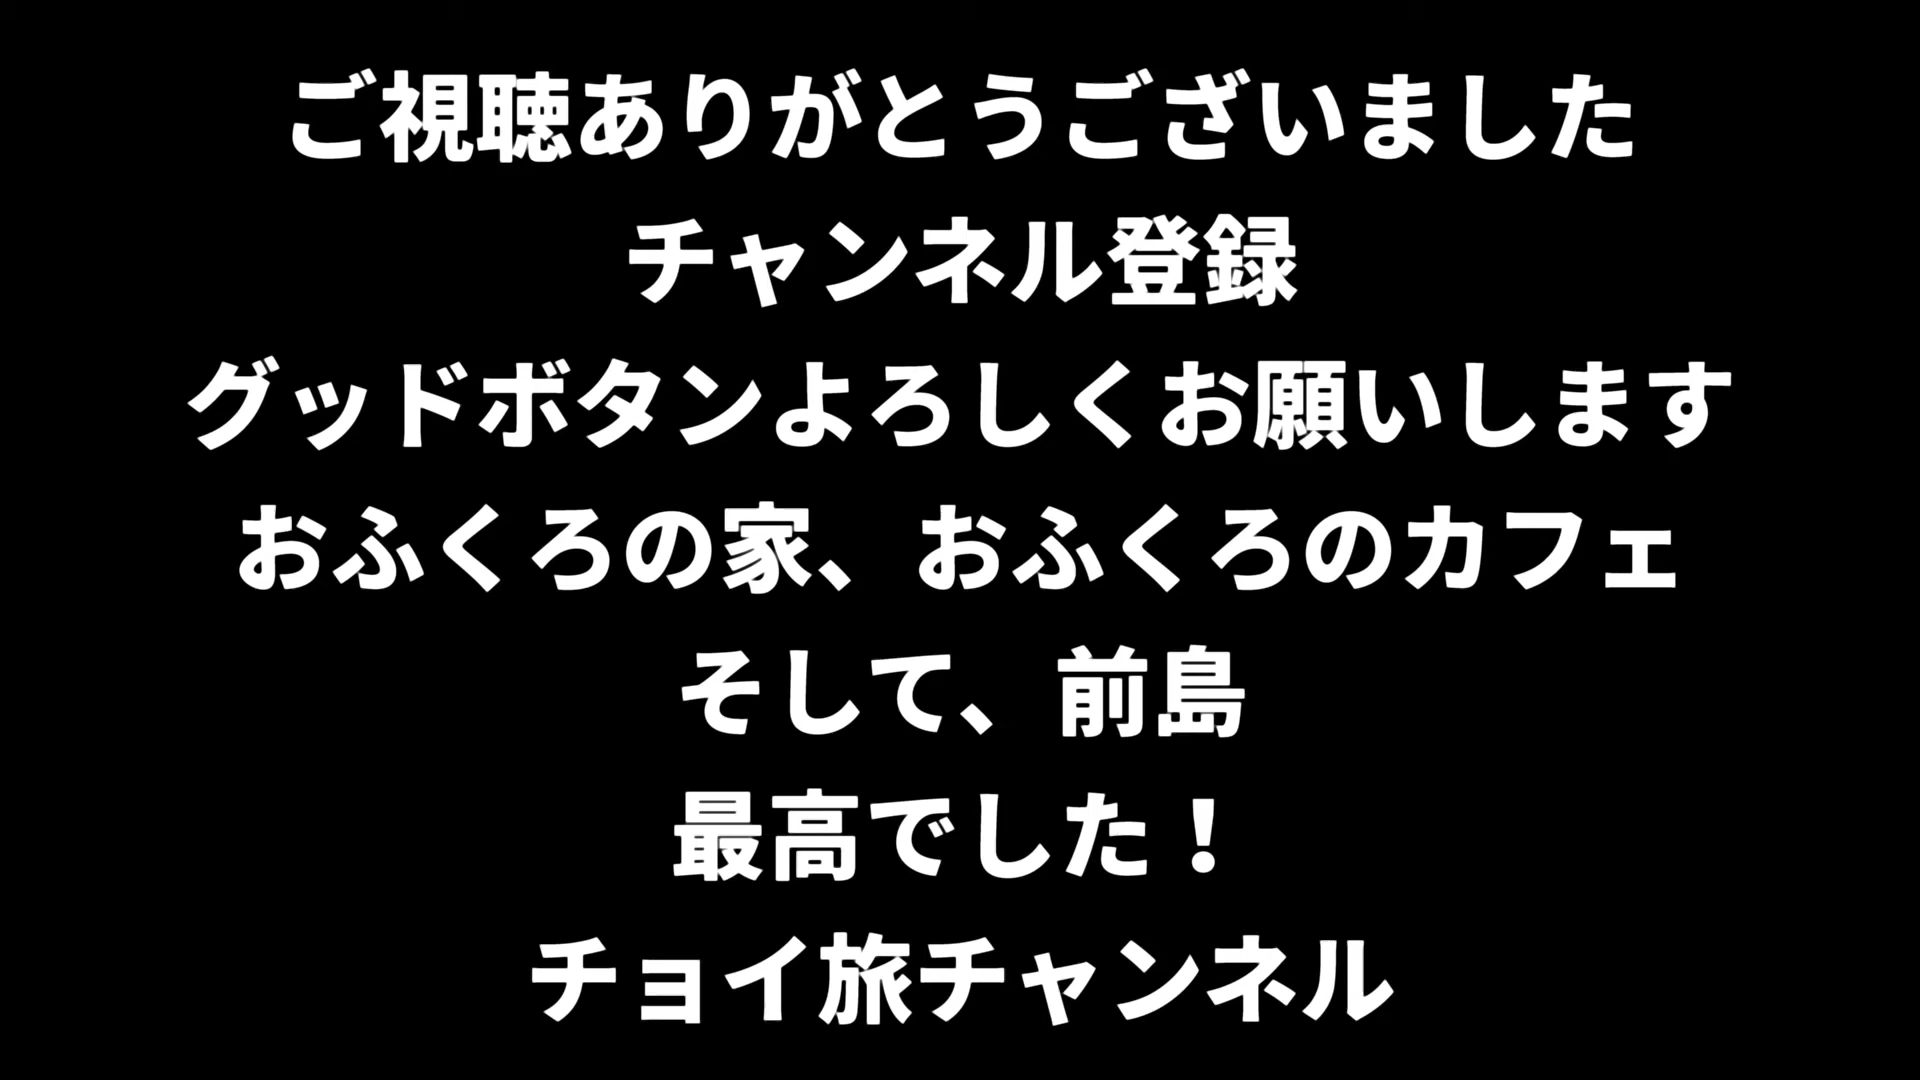 ご視聴ありがとうございました
チャンネル登録
グッドボタンよろしくお願いします
おふくろの家、おふくろのカフェ
そして、前島
最高でした！
チョイ旅チャンネル